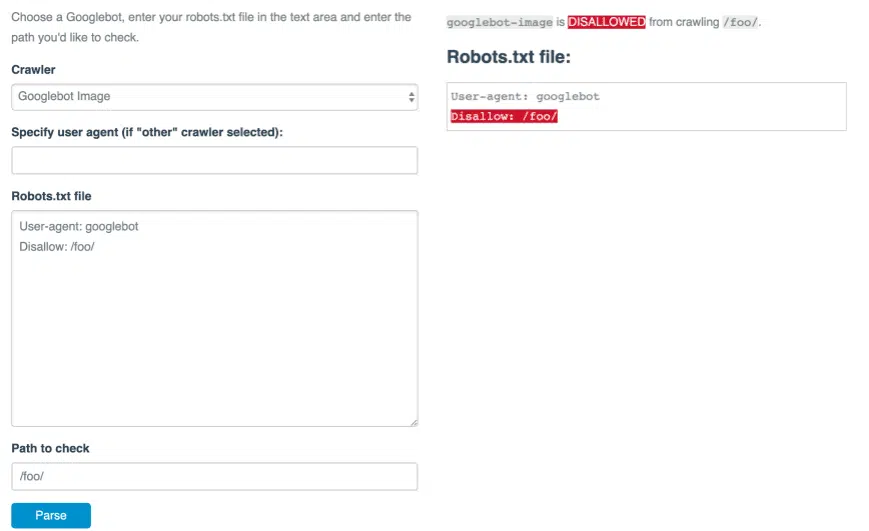 Choose a Googlebot, enter your robots.txt file in the text area and enter the
path you'd like to check.
Crawler
Googlebot Image
Specify user agent (if "other" crawler selected):
Robots.txt file
User-agent: googlebot
Disallow: /foo/
Path to check
/foo/
Parse
googlebot-image is DISALLOWED from crawling /foo/.
Robots.txt file:
User-agent: googlebot
Disallow: /foo/